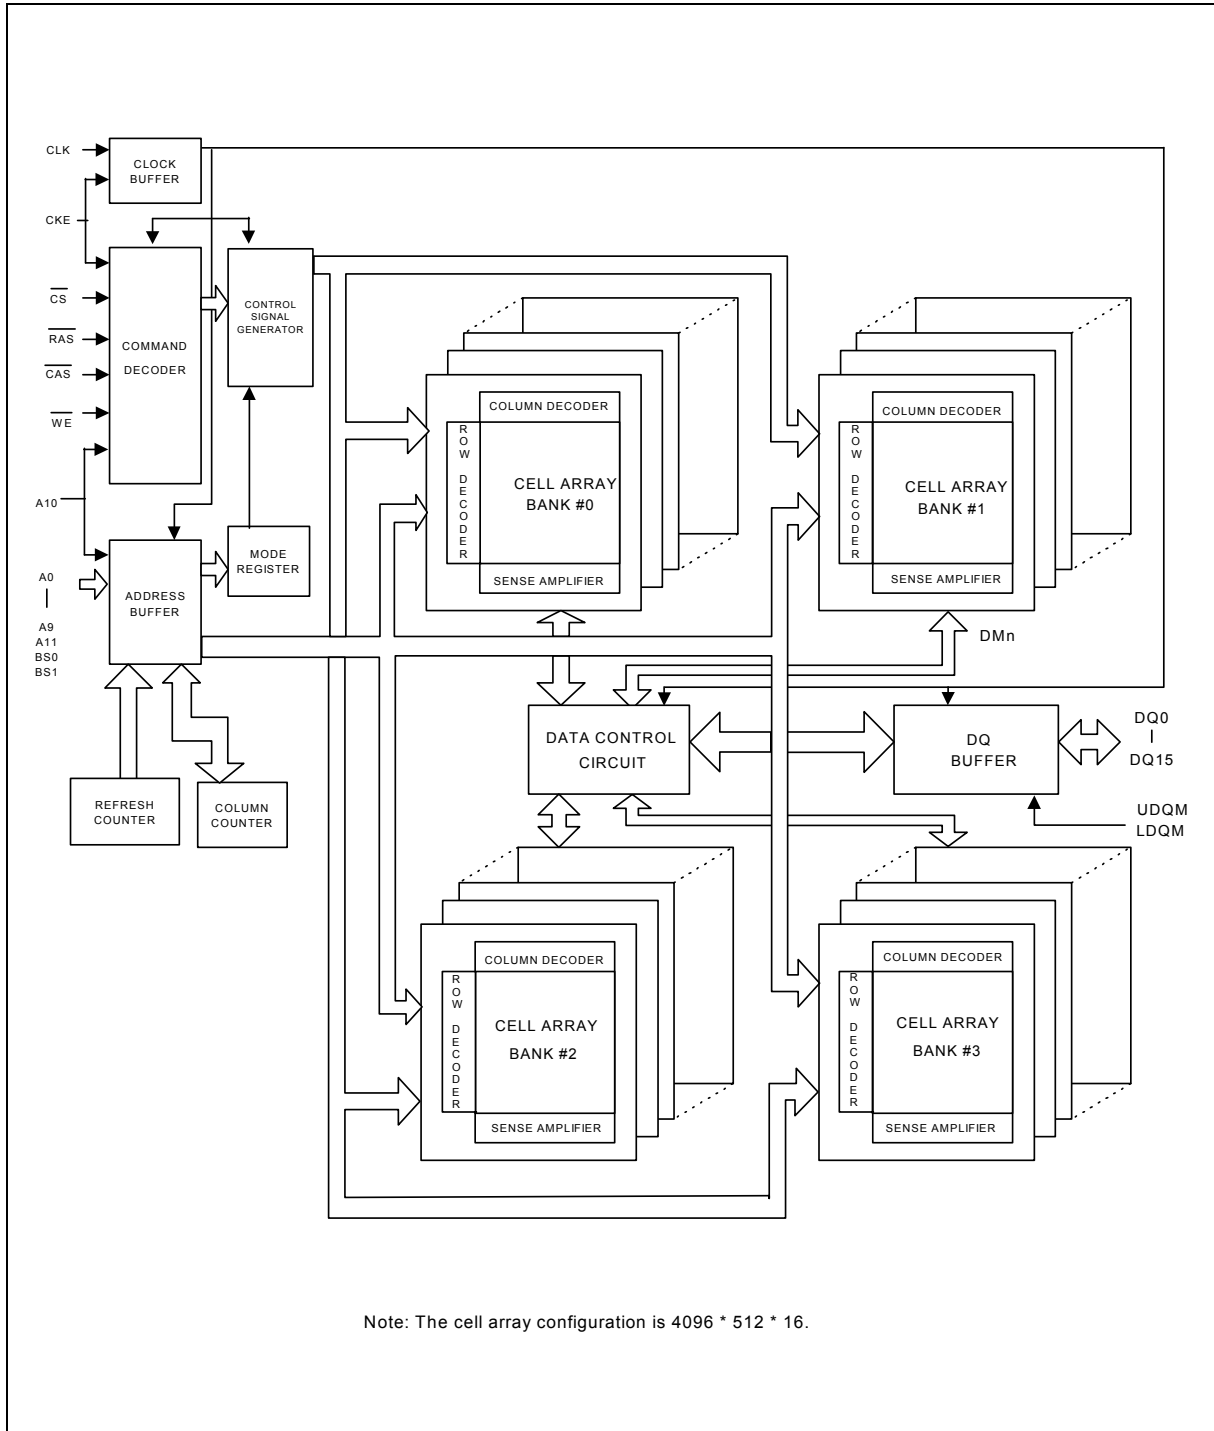 CLK
CLOCK
BUFFER
CKE
COMMAND
DECODER
CONTROL
SIGNAL
GENERATOR
CS
RAS
CAS
WE
A10
A0
A9
A11
BS0
BS1
ADDRESS
BUFFER
MODE
REGISTER
REFRESH
COUNTER
COLUMN
COUNTER
COLUMN DECODER
ROW DECODER
CELL ARRAY
BANK #0
SENSE AMPLIFIER
COLUMN DECODER
ROW DECODER
CELL ARRAY
BANK #1
SENSE AMPLIFIER
DMn
DATA CONTROL
CIRCUIT
DQ
BUFFER
DQ0
DQ15
UDQM
LDQM
COLUMN DECODER
ROW DECODER
CELL ARRAY
BANK #2
SENSE AMPLIFIER
COLUMN DECODER
ROW DECODER
CELL ARRAY
BANK #3
SENSE AMPLIFIER
Note: The cell array configuration is 4096 * 512 * 16.